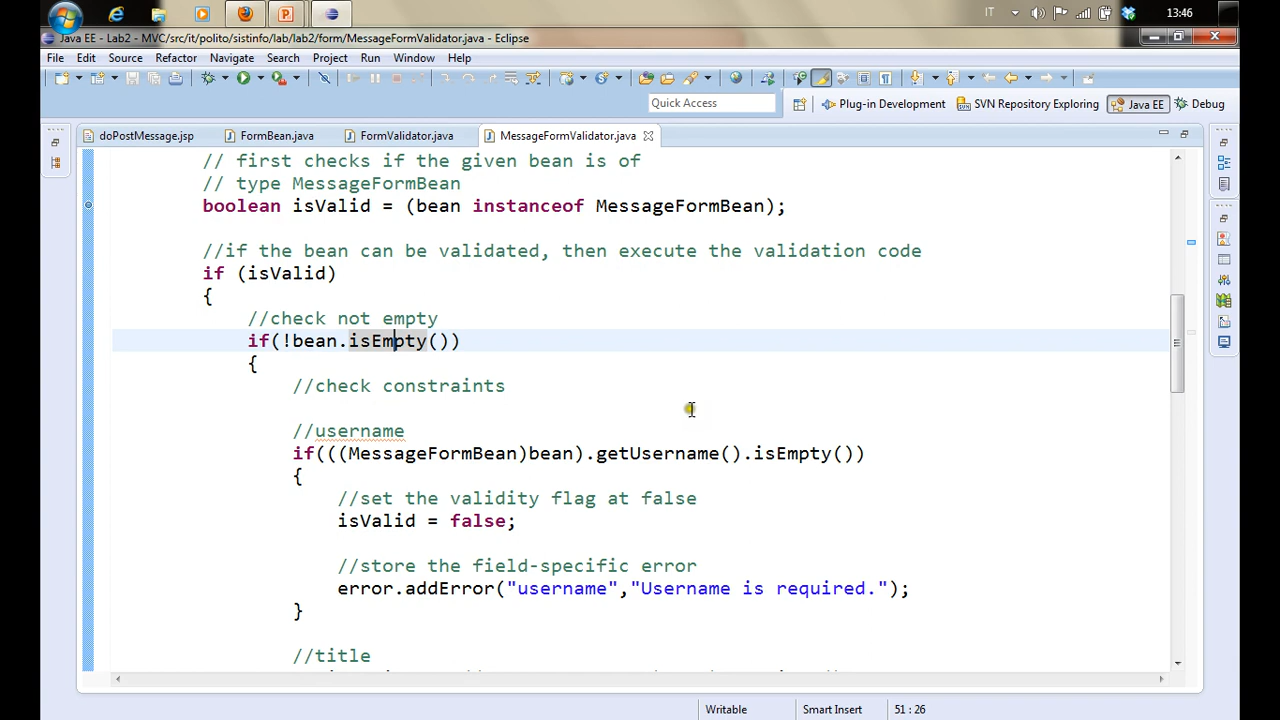 IT
13:46
Java EE - Lab2 - MVC/src/it/polito/sistinfo/lab/lab2/form/MessageFormValidator.java - Eclipse
File Edit Source Refactor Navigate Search Project Run Window Help
Quick Access
Plug-in Development
SVN Repository Exploring
Java EE
Debug
doPostMessage.jsp
FormBean.java
FormValidator.java
MessageFormValidator.java
// first checks if the given bean is of
// type MessageFormBean
boolean isValid = (bean instanceof MessageFormBean);
//if the bean can be validated, then execute the validation code
if (isValid)
{
//check not empty
if(!bean.isEmpty())
{
//check constraints
//username
if(((MessageFormBean)bean).getUsername().isEmpty())
{
//set the validity flag at false
isValid = false;
//store the field-specific error
error.addError("username","Username is required.");
}
//title
Writable
Smart Insert
51 : 26